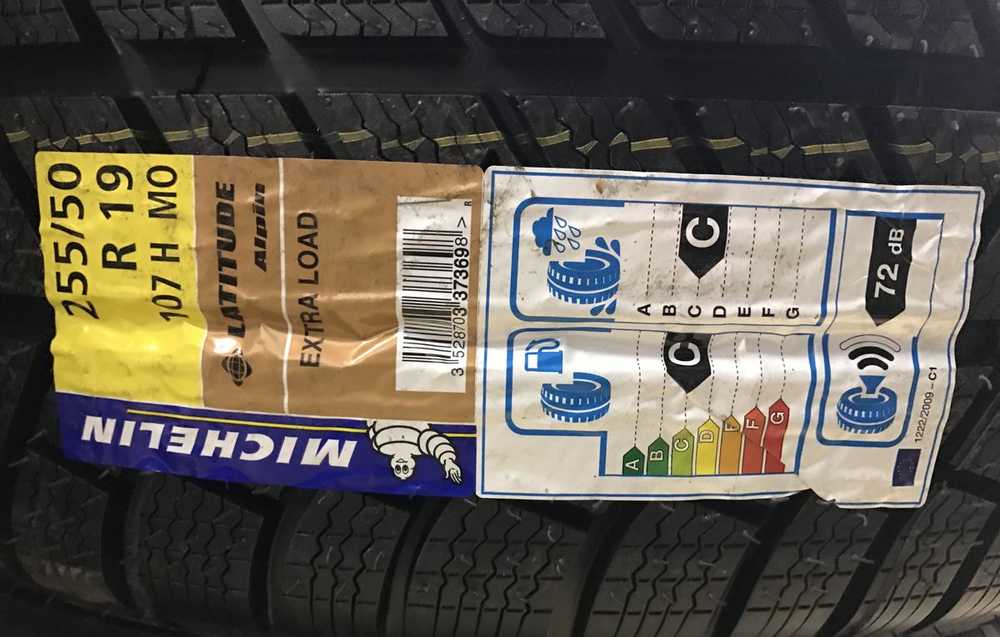 MICHELIN
255/50
R 19
107 H MO
LATITUDE
Alpin
EXTRA LOAD
3 528703 373698 >
R
A
B
C
D
E
F
G
C
A
B
C
D
E
F
G
C
72 dB
1222/2009 - C1